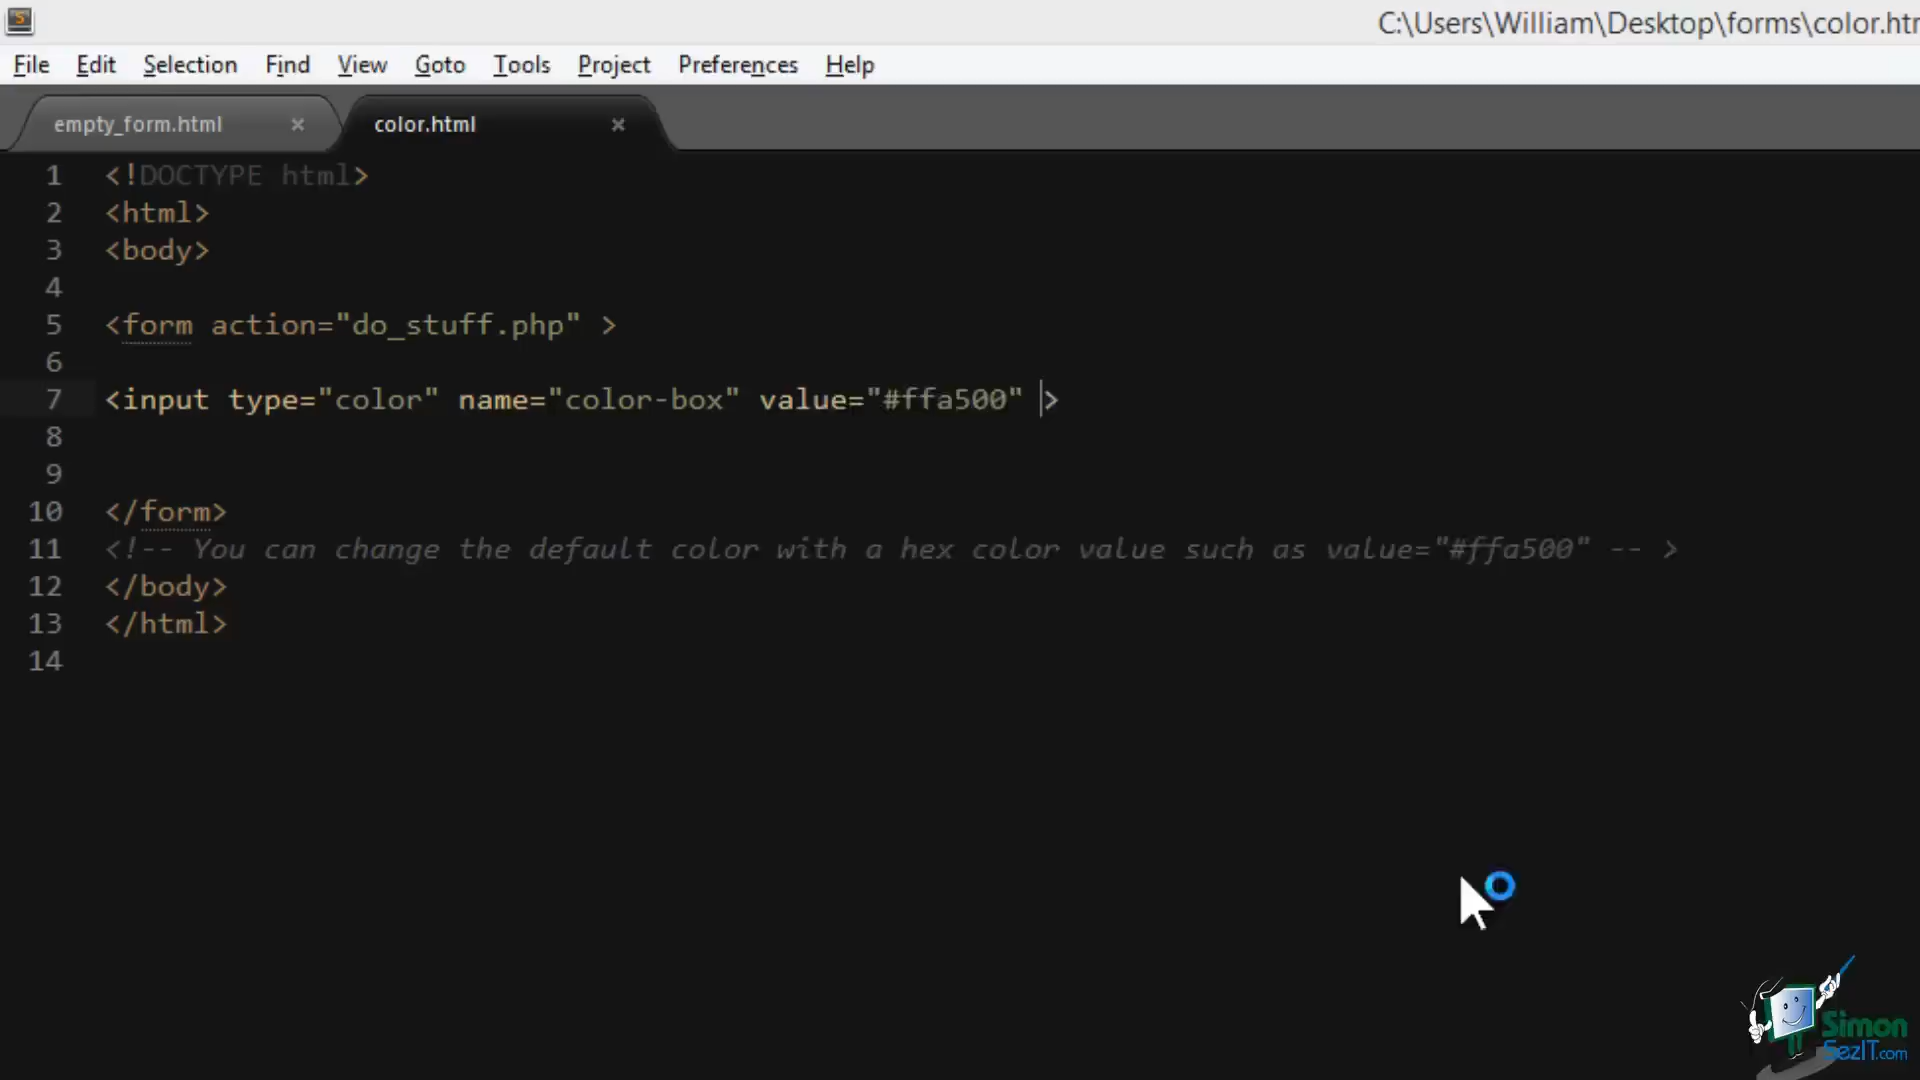 C:\Users\William\Desktop\forms\color.htm
File Edit Selection Find View Goto Tools Project Preferences Help
empty_form.html × color.html ×
1 <!DOCTYPE html>
2 <html>
3 <body>
4
5 <form action="do_stuff.php" >
6
7 <input type="color" name="color-box" value="#ffa500" >
8
9
10 </form>
11 <!-- You can change the default color with a hex color value such as value="#ffa500" -- >
12 </body>
13 </html>
14
Simon
SezIT.com